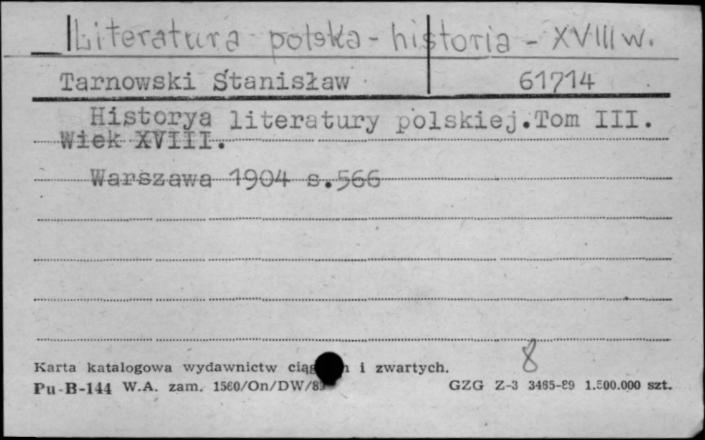 Literatura polska - historia - XVIII w.
Tarnowski Stanisław 61714
Historya literatury polskiej.Tom III.
Wiek XVIII.
Warszawa 1904 s.566
8
Karta katalogowa wydawnictw i zwartych.
Pu-B-144 W.A. zam. 1560/On/DW/89 GZG Z-3 3465-89 1.500.000 szt.